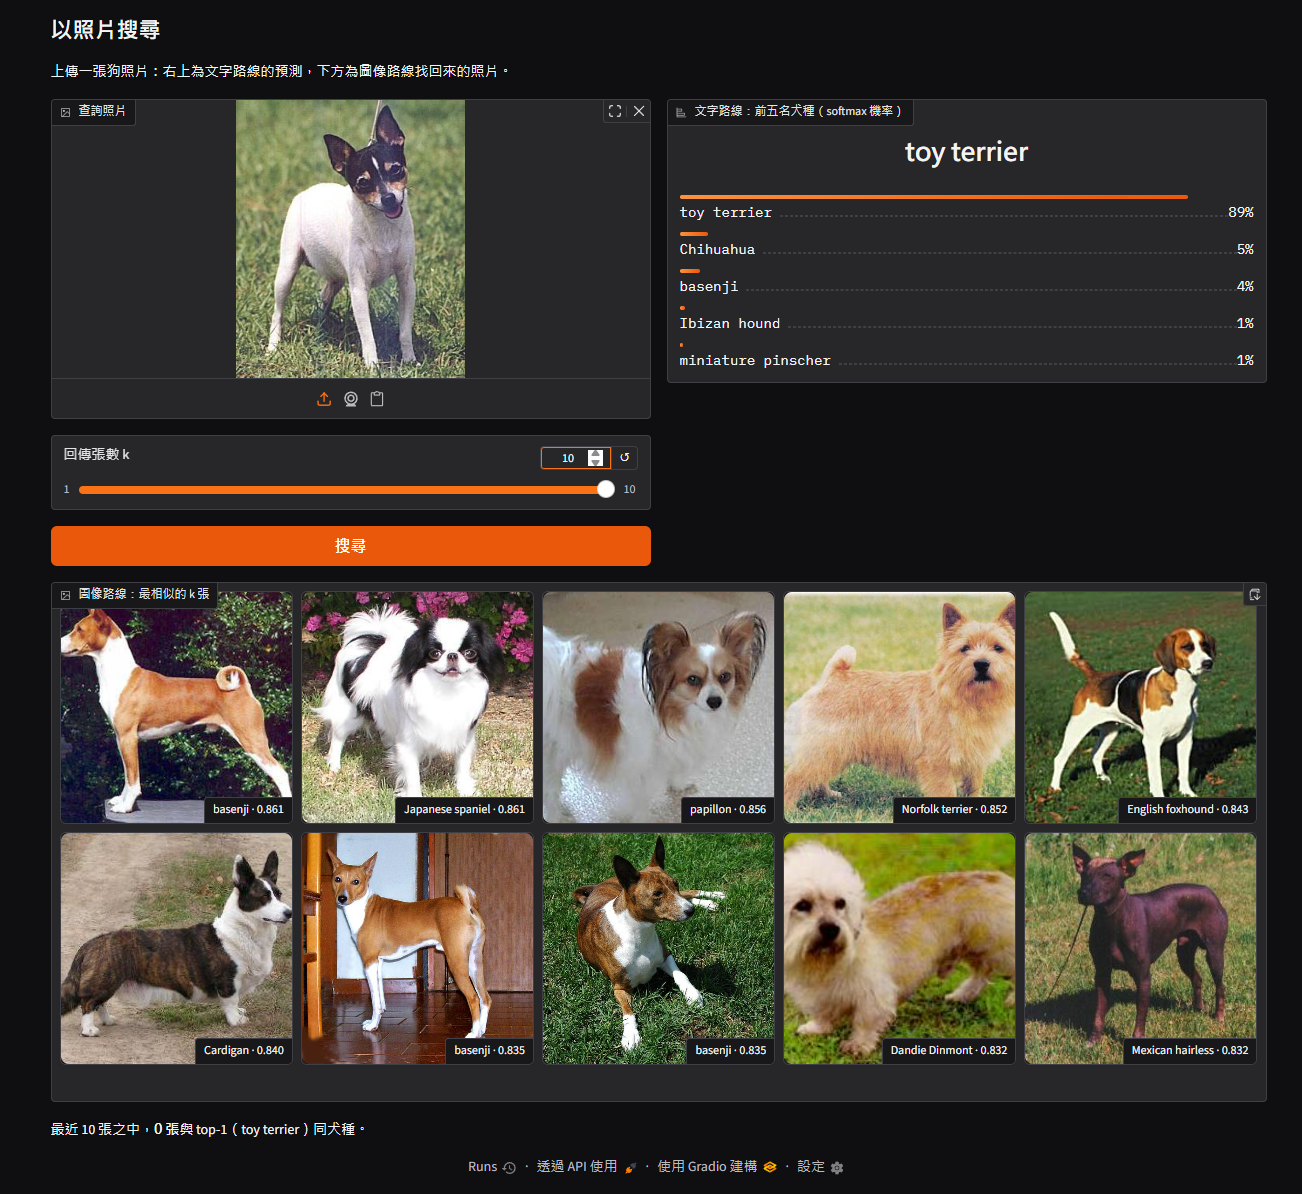 以照片搜尋
上傳一張狗照片：右上為文字路線的預測，下方為圖像路線找回來的照片。
查詢照片
文字路線：前五名犬種（softmax 機率）
toy terrier
toy terrier 89%
Chihuahua 5%
basenji 4%
Ibizan hound 1%
miniature pinscher 1%
回傳張數 k
10
1
10
搜尋
圖像路線：最相似的 k 張
basenji · 0.861
Japanese spaniel · 0.861
papillon · 0.856
Norfolk terrier · 0.852
English foxhound · 0.843
Cardigan · 0.840
basenji · 0.835
basenji · 0.835
Dandie Dinmont · 0.832
Mexican hairless · 0.832
最近 10 張之中，0 張與 top-1（toy terrier）同犬種。
Runs · 透過 API 使用 · 使用 Gradio 建構 · 設定